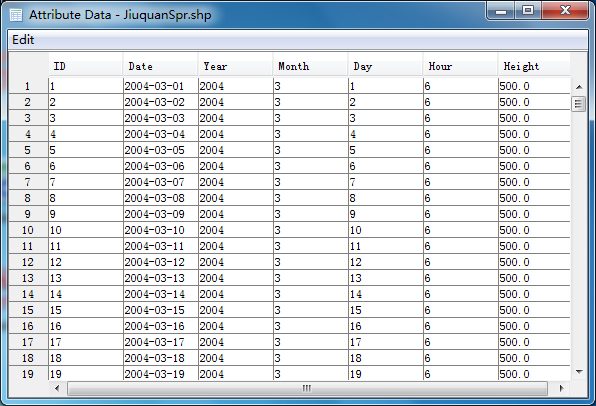 Attribute Data - JiuquanSpr.shp
Edit
ID Date Year Month Day Hour Height
1 1 2004-03-01 2004 3 1 6 500.0
2 2 2004-03-02 2004 3 2 6 500.0
3 3 2004-03-03 2004 3 3 6 500.0
4 4 2004-03-04 2004 3 4 6 500.0
5 5 2004-03-05 2004 3 5 6 500.0
6 6 2004-03-06 2004 3 6 6 500.0
7 7 2004-03-07 2004 3 7 6 500.0
8 8 2004-03-08 2004 3 8 6 500.0
9 9 2004-03-09 2004 3 9 6 500.0
10 10 2004-03-10 2004 3 10 6 500.0
11 11 2004-03-11 2004 3 11 6 500.0
12 12 2004-03-12 2004 3 12 6 500.0
13 13 2004-03-13 2004 3 13 6 500.0
14 14 2004-03-14 2004 3 14 6 500.0
15 15 2004-03-15 2004 3 15 6 500.0
16 16 2004-03-16 2004 3 16 6 500.0
17 17 2004-03-17 2004 3 17 6 500.0
18 18 2004-03-18 2004 3 18 6 500.0
19 19 2004-03-19 2004 3 19 6 500.0